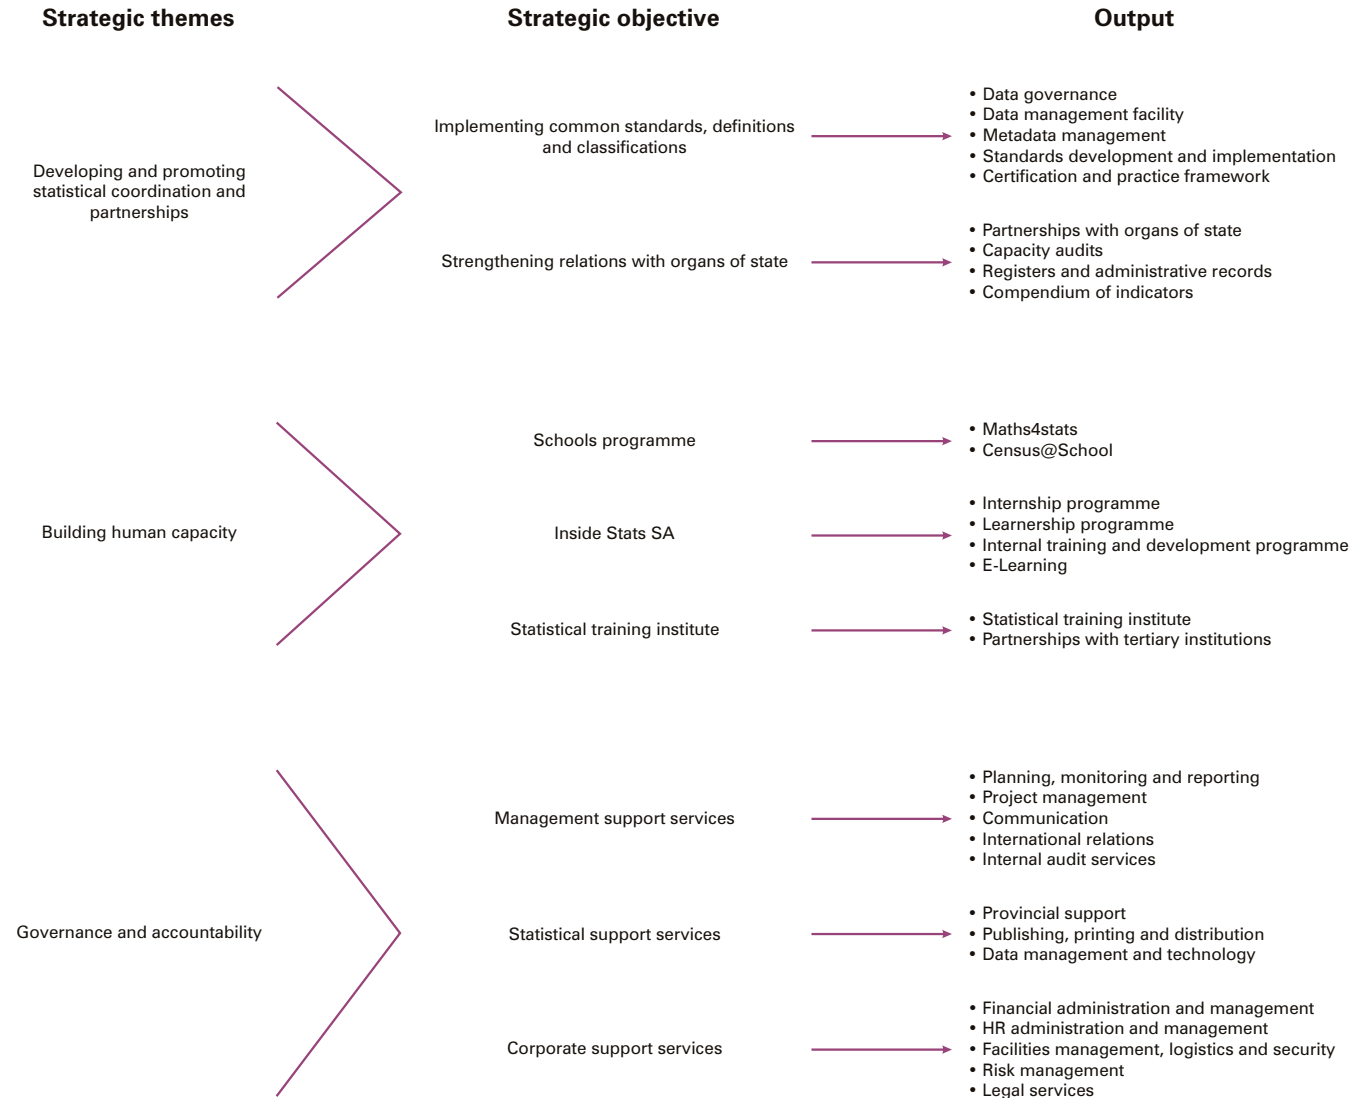 Strategic themes
Strategic objective
Output
Developing and promoting
statistical coordination and
partnerships
Implementing common standards, definitions
and classifications
• Data governance
• Data management facility
• Metadata management
• Standards development and implementation
• Certification and practice framework
Strengthening relations with organs of state
• Partnerships with organs of state
• Capacity audits
• Registers and administrative records
• Compendium of indicators
Building human capacity
Schools programme
• Maths4stats
• Census@School
Inside Stats SA
• Internship programme
• Learnership programme
• Internal training and development programme
• E-Learning
Statistical training institute
• Statistical training institute
• Partnerships with tertiary institutions
Governance and accountability
Management support services
• Planning, monitoring and reporting
• Project management
• Communication
• International relations
• Internal audit services
Statistical support services
• Provincial support
• Publishing, printing and distribution
• Data management and technology
Corporate support services
• Financial administration and management
• HR administration and management
• Facilities management, logistics and security
• Risk management
• Legal services